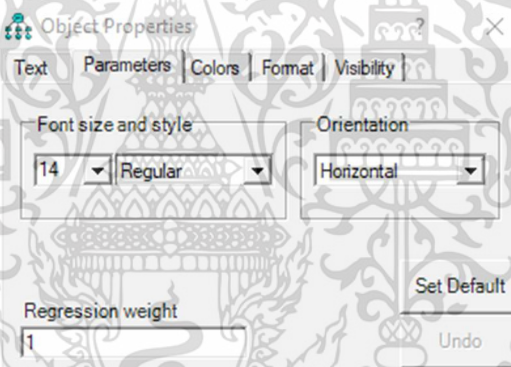 Object Properties ?
Text Parameters Colors Format Visibility
Font size and style
14 Regular
Orientation
Horizontal
Set Default
Regression weight
1
Undo